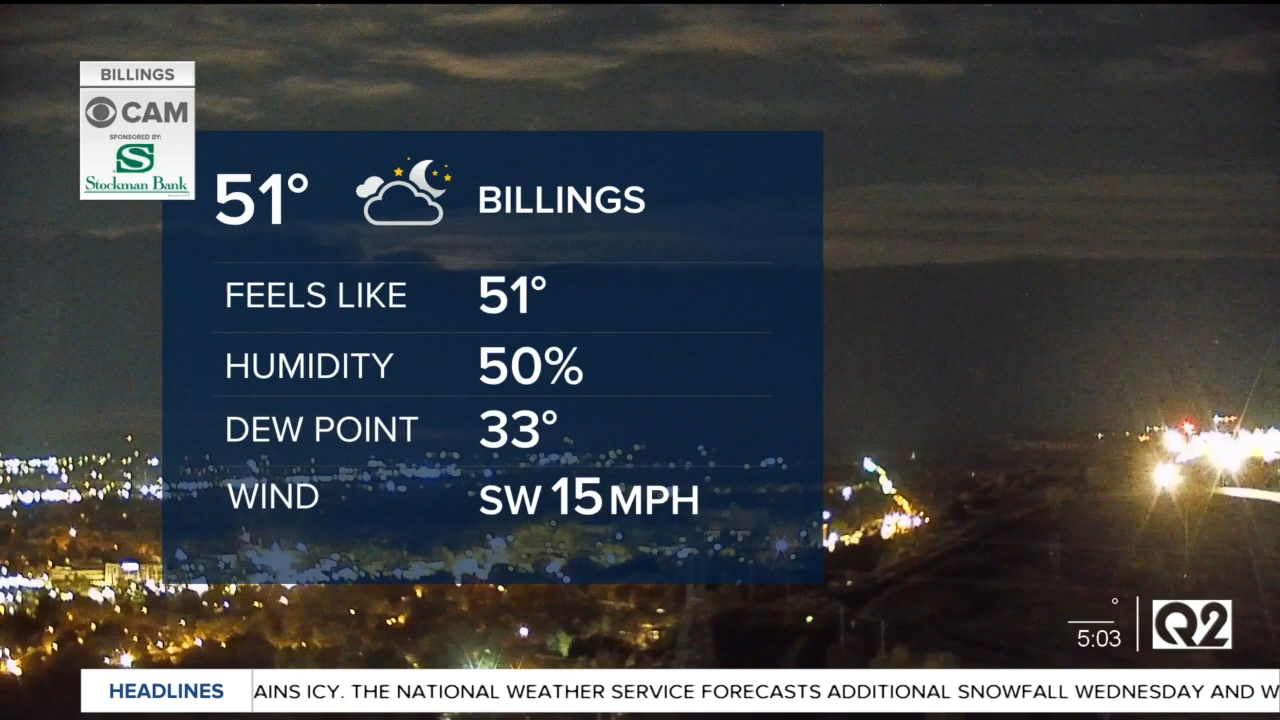 BILLINGS
CAM
SPONSORED BY:
S
Stockman Bank
51° BILLINGS
FEELS LIKE 51°
HUMIDITY 50%
DEW POINT 33°
WIND SW 15 MPH
°
5:03
Q2
HEADLINES AINS ICY. THE NATIONAL WEATHER SERVICE FORECASTS ADDITIONAL SNOWFALL WEDNESDAY AND W